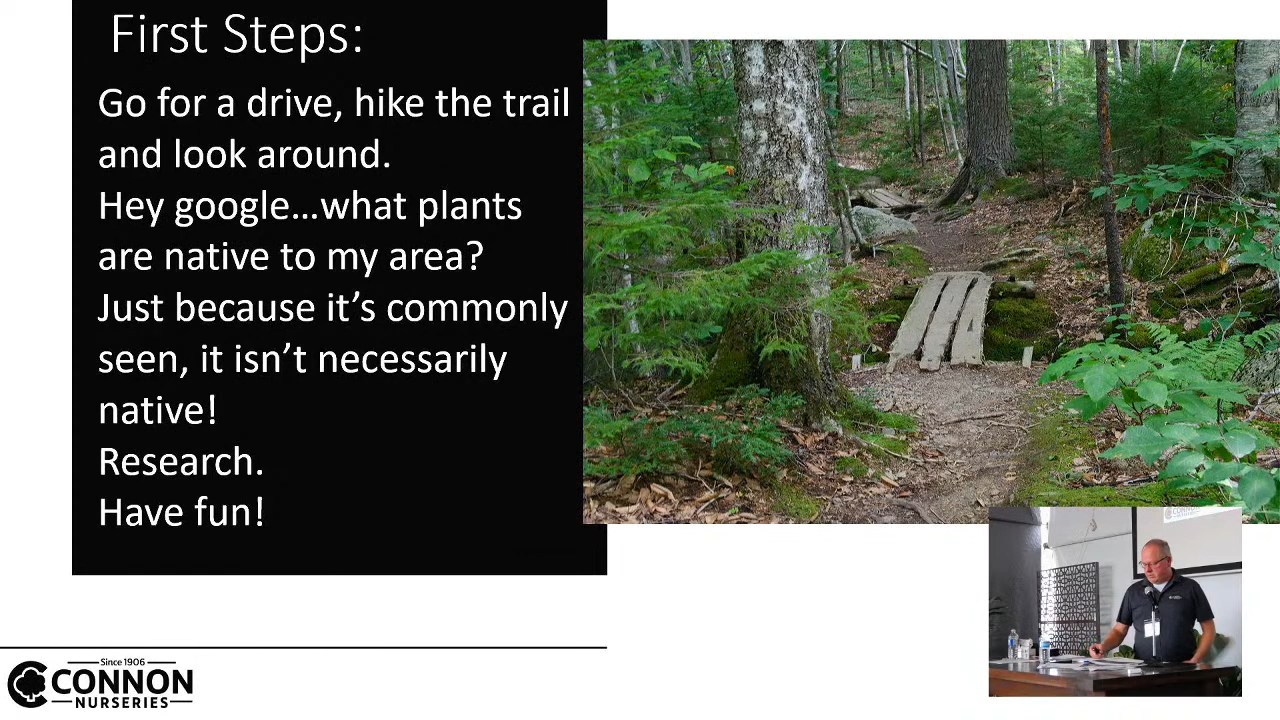 First Steps:
Go for a drive, hike the trail
and look around.
Hey google…what plants
are native to my area?
Just because it’s commonly
seen, it isn’t necessarily
native!
Research.
Have fun!
Since 1906
CONNON
NURSERIES